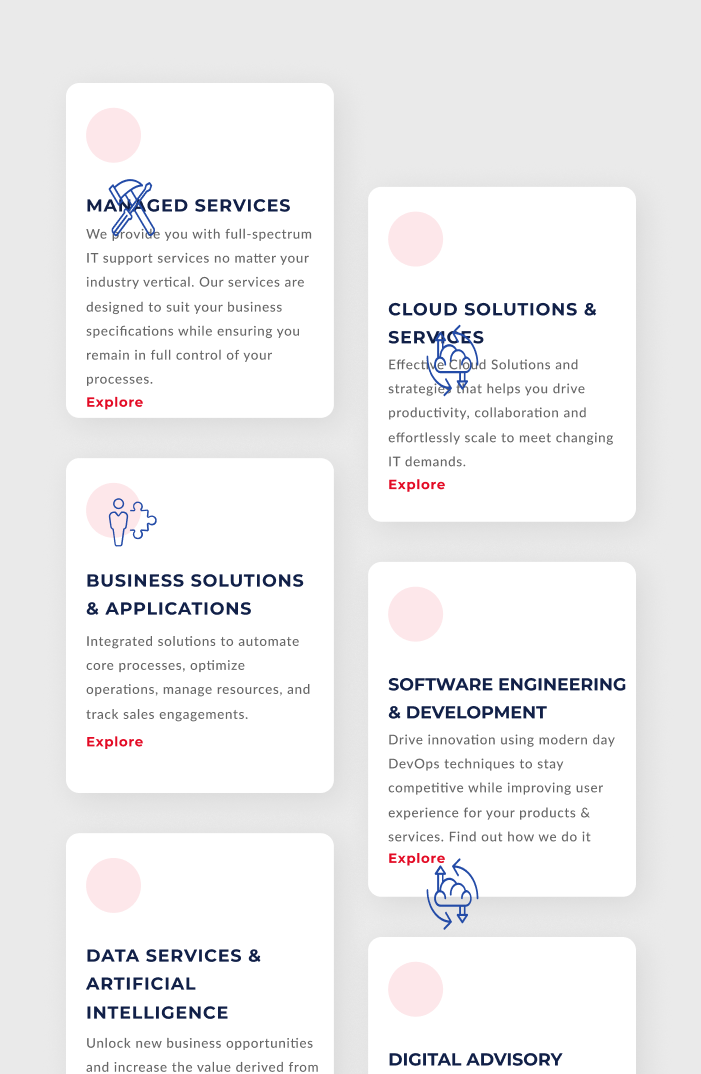 MANAGED SERVICES
We provide you with full-spectrum
IT support services no matter your
industry vertical. Our services are
designed to suit your business
specifications while ensuring you
remain in full control of your
processes.
Explore
CLOUD SOLUTIONS &
SERVICES
Effective Cloud Solutions and
strategies that helps you drive
productivity, collaboration and
effortlessly scale to meet changing
IT demands.
Explore
BUSINESS SOLUTIONS
& APPLICATIONS
Integrated solutions to automate
core processes, optimize
operations, manage resources, and
track sales engagements.
Explore
SOFTWARE ENGINEERING
& DEVELOPMENT
Drive innovation using modern day
DevOps techniques to stay
competitive while improving user
experience for your products &
services. Find out how we do it
Explore
DATA SERVICES &
ARTIFICIAL
INTELLIGENCE
Unlock new business opportunities
and increase the value derived from
DIGITAL ADVISORY